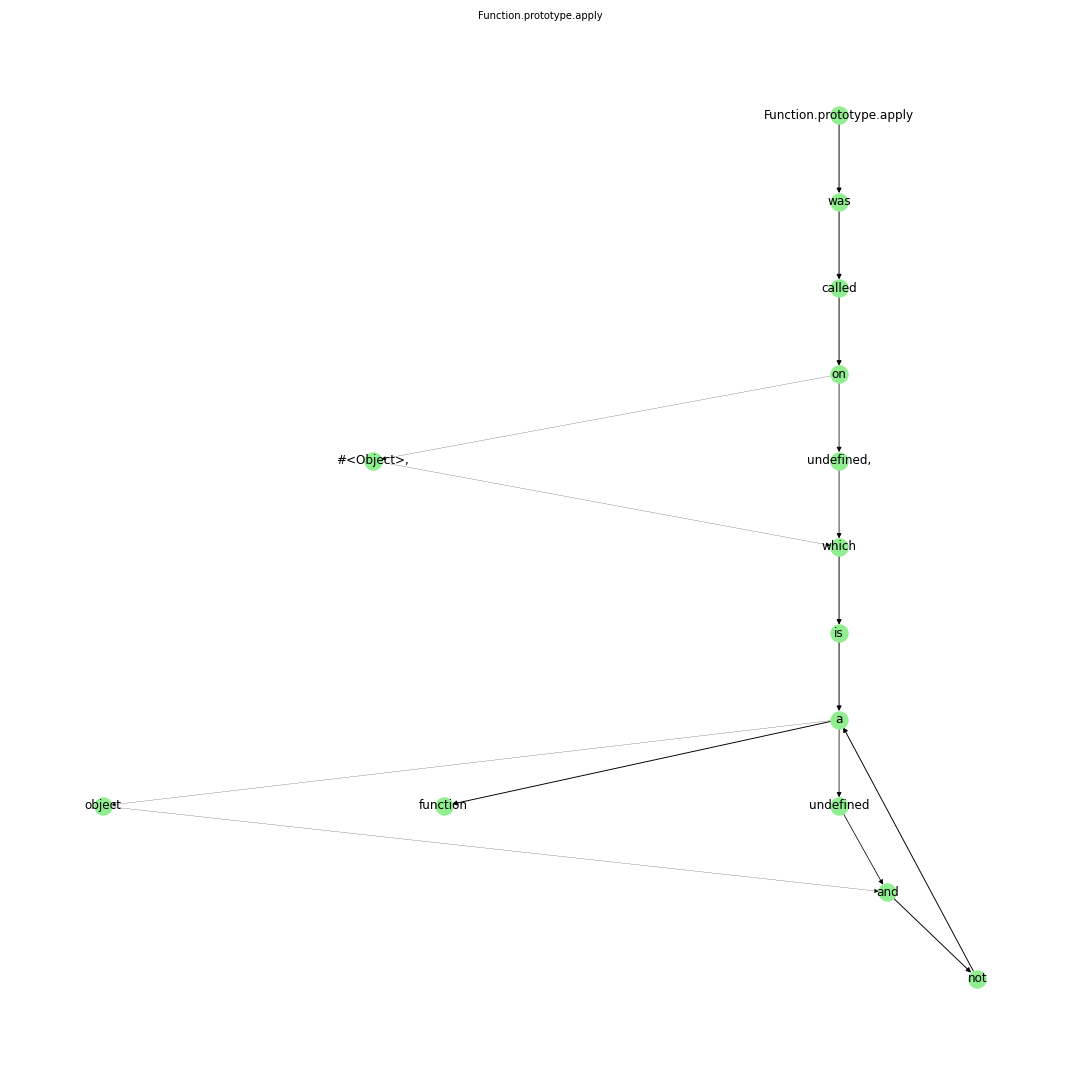 Function.prototype.apply
Function.prototype.apply
was
called
on
#<Object>,
undefined,
which
is
a
object
function
undefined
and
not